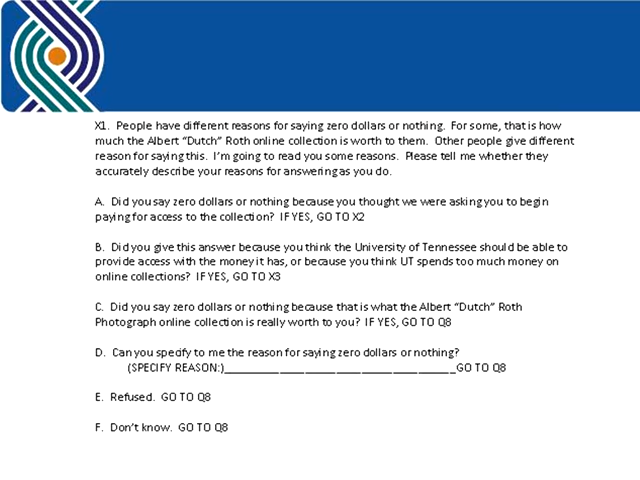 X1.  People have different reasons for saying zero dollars or nothing.  For some, that is how
much the Albert “Dutch” Roth online collection is worth to them.  Other people give different
reason for saying this.  I’m going to read you some reasons.  Please tell me whether they
accurately describe your reasons for answering as you do.
A.  Did you say zero dollars or nothing because you thought we were asking you to begin
paying for access to the collection?  IF YES, GO TO X2
B.  Did you give this answer because you think the University of Tennessee should be able to
provide access with the money it has, or because you think UT spends too much money on
online collections?  IF YES, GO TO X3
C.  Did you say zero dollars or nothing because that is what the Albert “Dutch” Roth
Photograph online collection is really worth to you?  IF YES, GO TO Q8
D.  Can you specify to me the reason for saying zero dollars or nothing?
(SPECIFY REASON:)______________________________________GO TO Q8
E.  Refused.  GO TO Q8
F.  Don’t know.  GO TO Q8